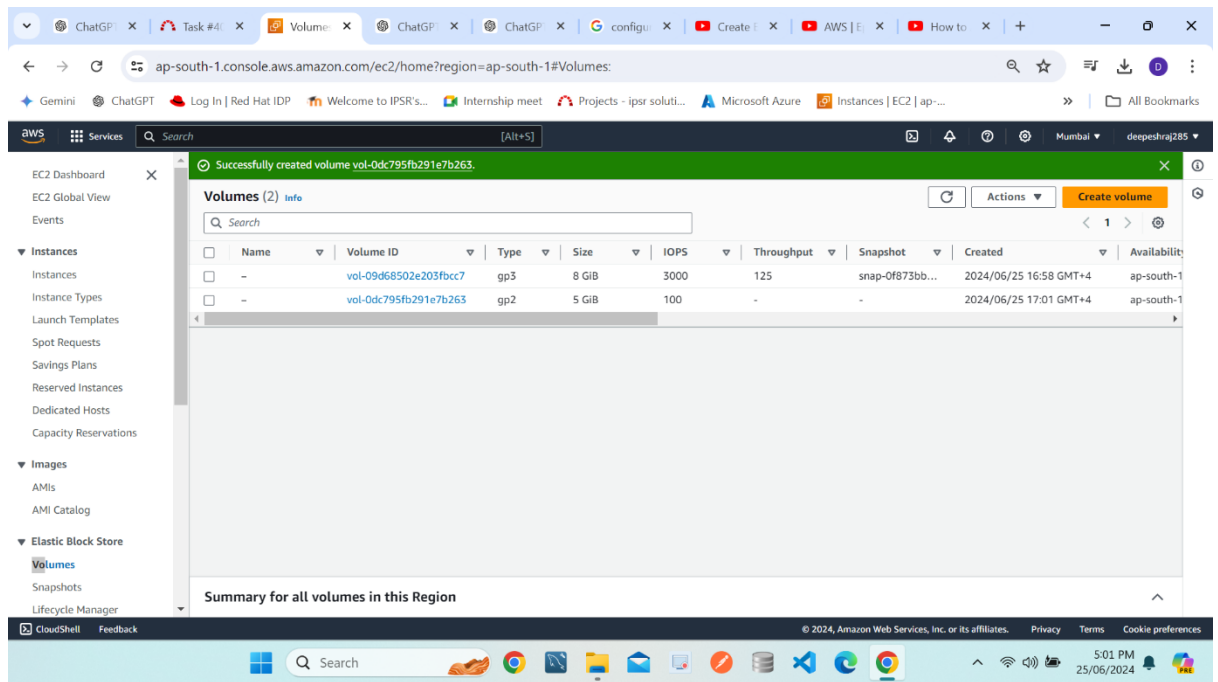 ChatGP Task #4 Volume: ChatGP ChatGP configu Create AWS | E How to
ap-south-1.console.aws.amazon.com/ec2/home?region=ap-south-1#Volumes: D
Gemini ChatGPT Log In | Red Hat IDP Welcome to IPSR's... Internship meet Projects - ipsr soluti... Microsoft Azure Instances | EC2 | ap-... » All Bookmarks
aws Services Search [Alt+S] Mumbai deepeshraj285
EC2 Dashboard
EC2 Global View
Events
Instances
Instances
Instance Types
Launch Templates
Spot Requests
Savings Plans
Reserved Instances
Dedicated Hosts
Capacity Reservations
Images
AMIs
AMI Catalog
Elastic Block Store
Volumes
Snapshots
Lifecycle Manager
Successfully created volume vol-0dc795fb291e7b263.
Volumes (2) Info Actions Create volume
Search 1
Name Volume ID Type Size IOPS Throughput Snapshot Created Availability
– vol-09d68502e203fbcc7 gp3 8 GiB 3000 125 snap-0f873bb... 2024/06/25 16:58 GMT+4 ap-south-1
– vol-0dc795fb291e7b263 gp2 5 GiB 100 - - 2024/06/25 17:01 GMT+4 ap-south-1
Summary for all volumes in this Region
CloudShell Feedback © 2024, Amazon Web Services, Inc. or its affiliates. Privacy Terms Cookie preferences
Search 5:01 PM
25/06/2024 PRE